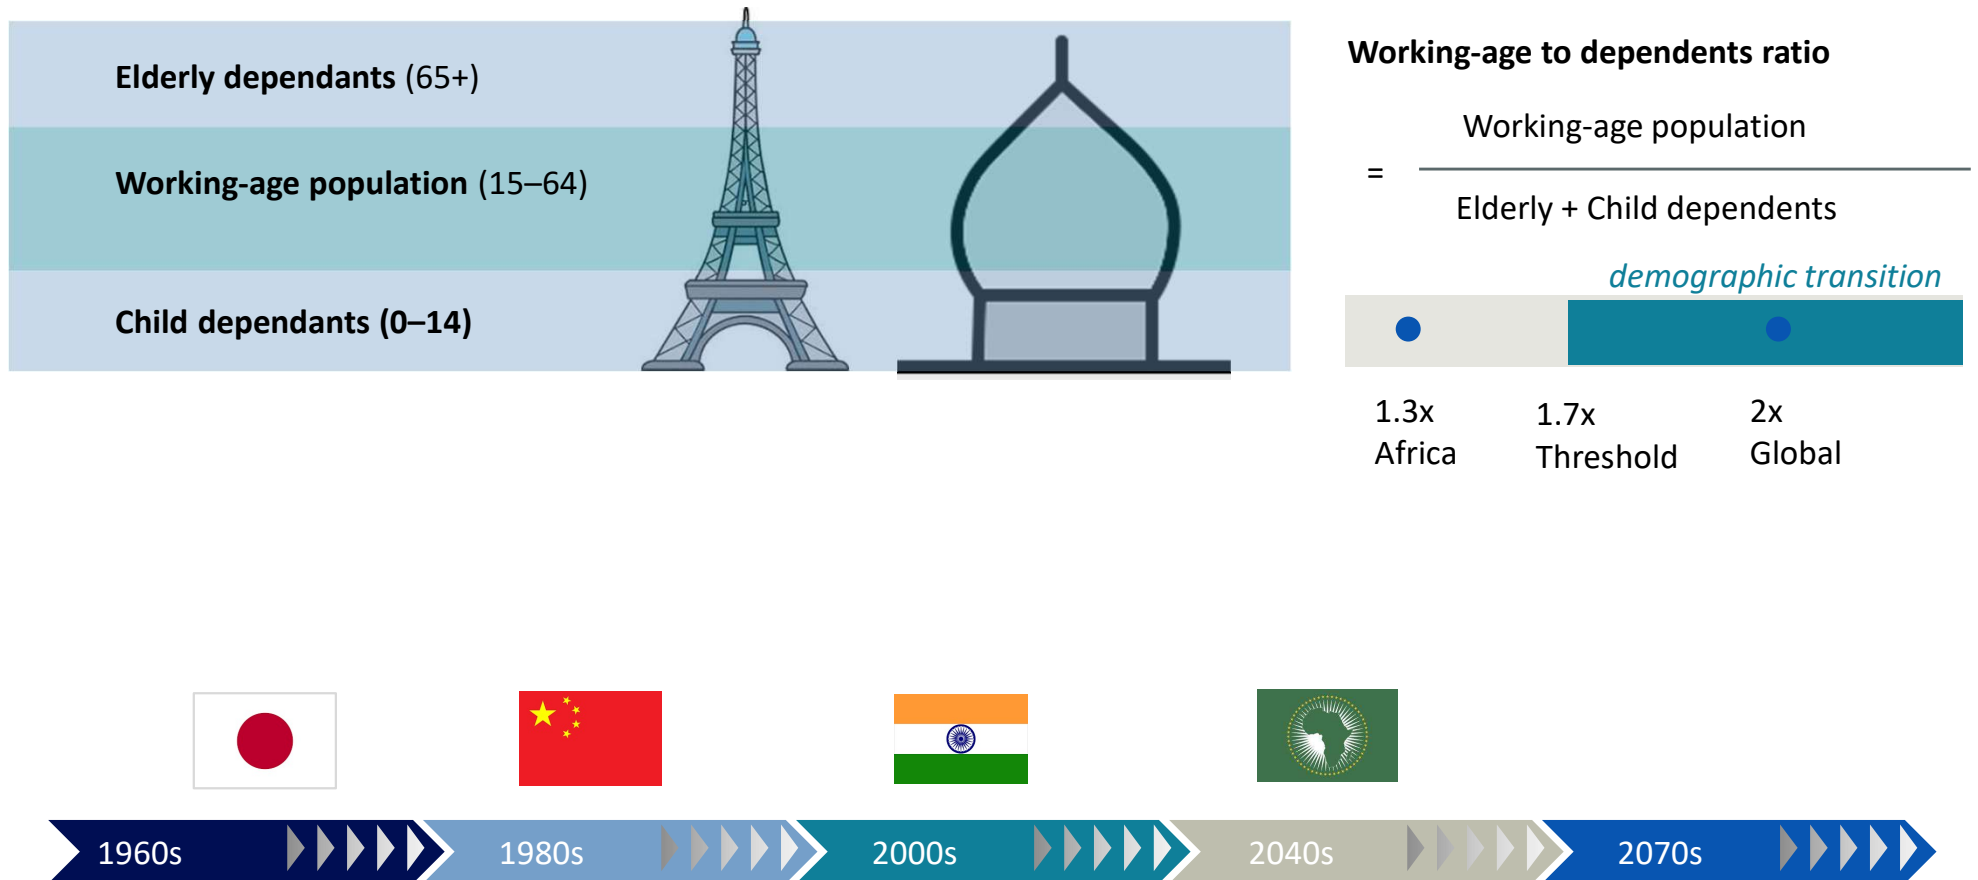 Elderly dependants (65+)
Working-age population (15–64)
Child dependants (0–14)
Working-age to dependents ratio
Working-age population
=
Elderly + Child dependents
demographic transition
1.3x
Africa
1.7x
Threshold
2x
Global
1960s
1980s
2000s
2040s
2070s